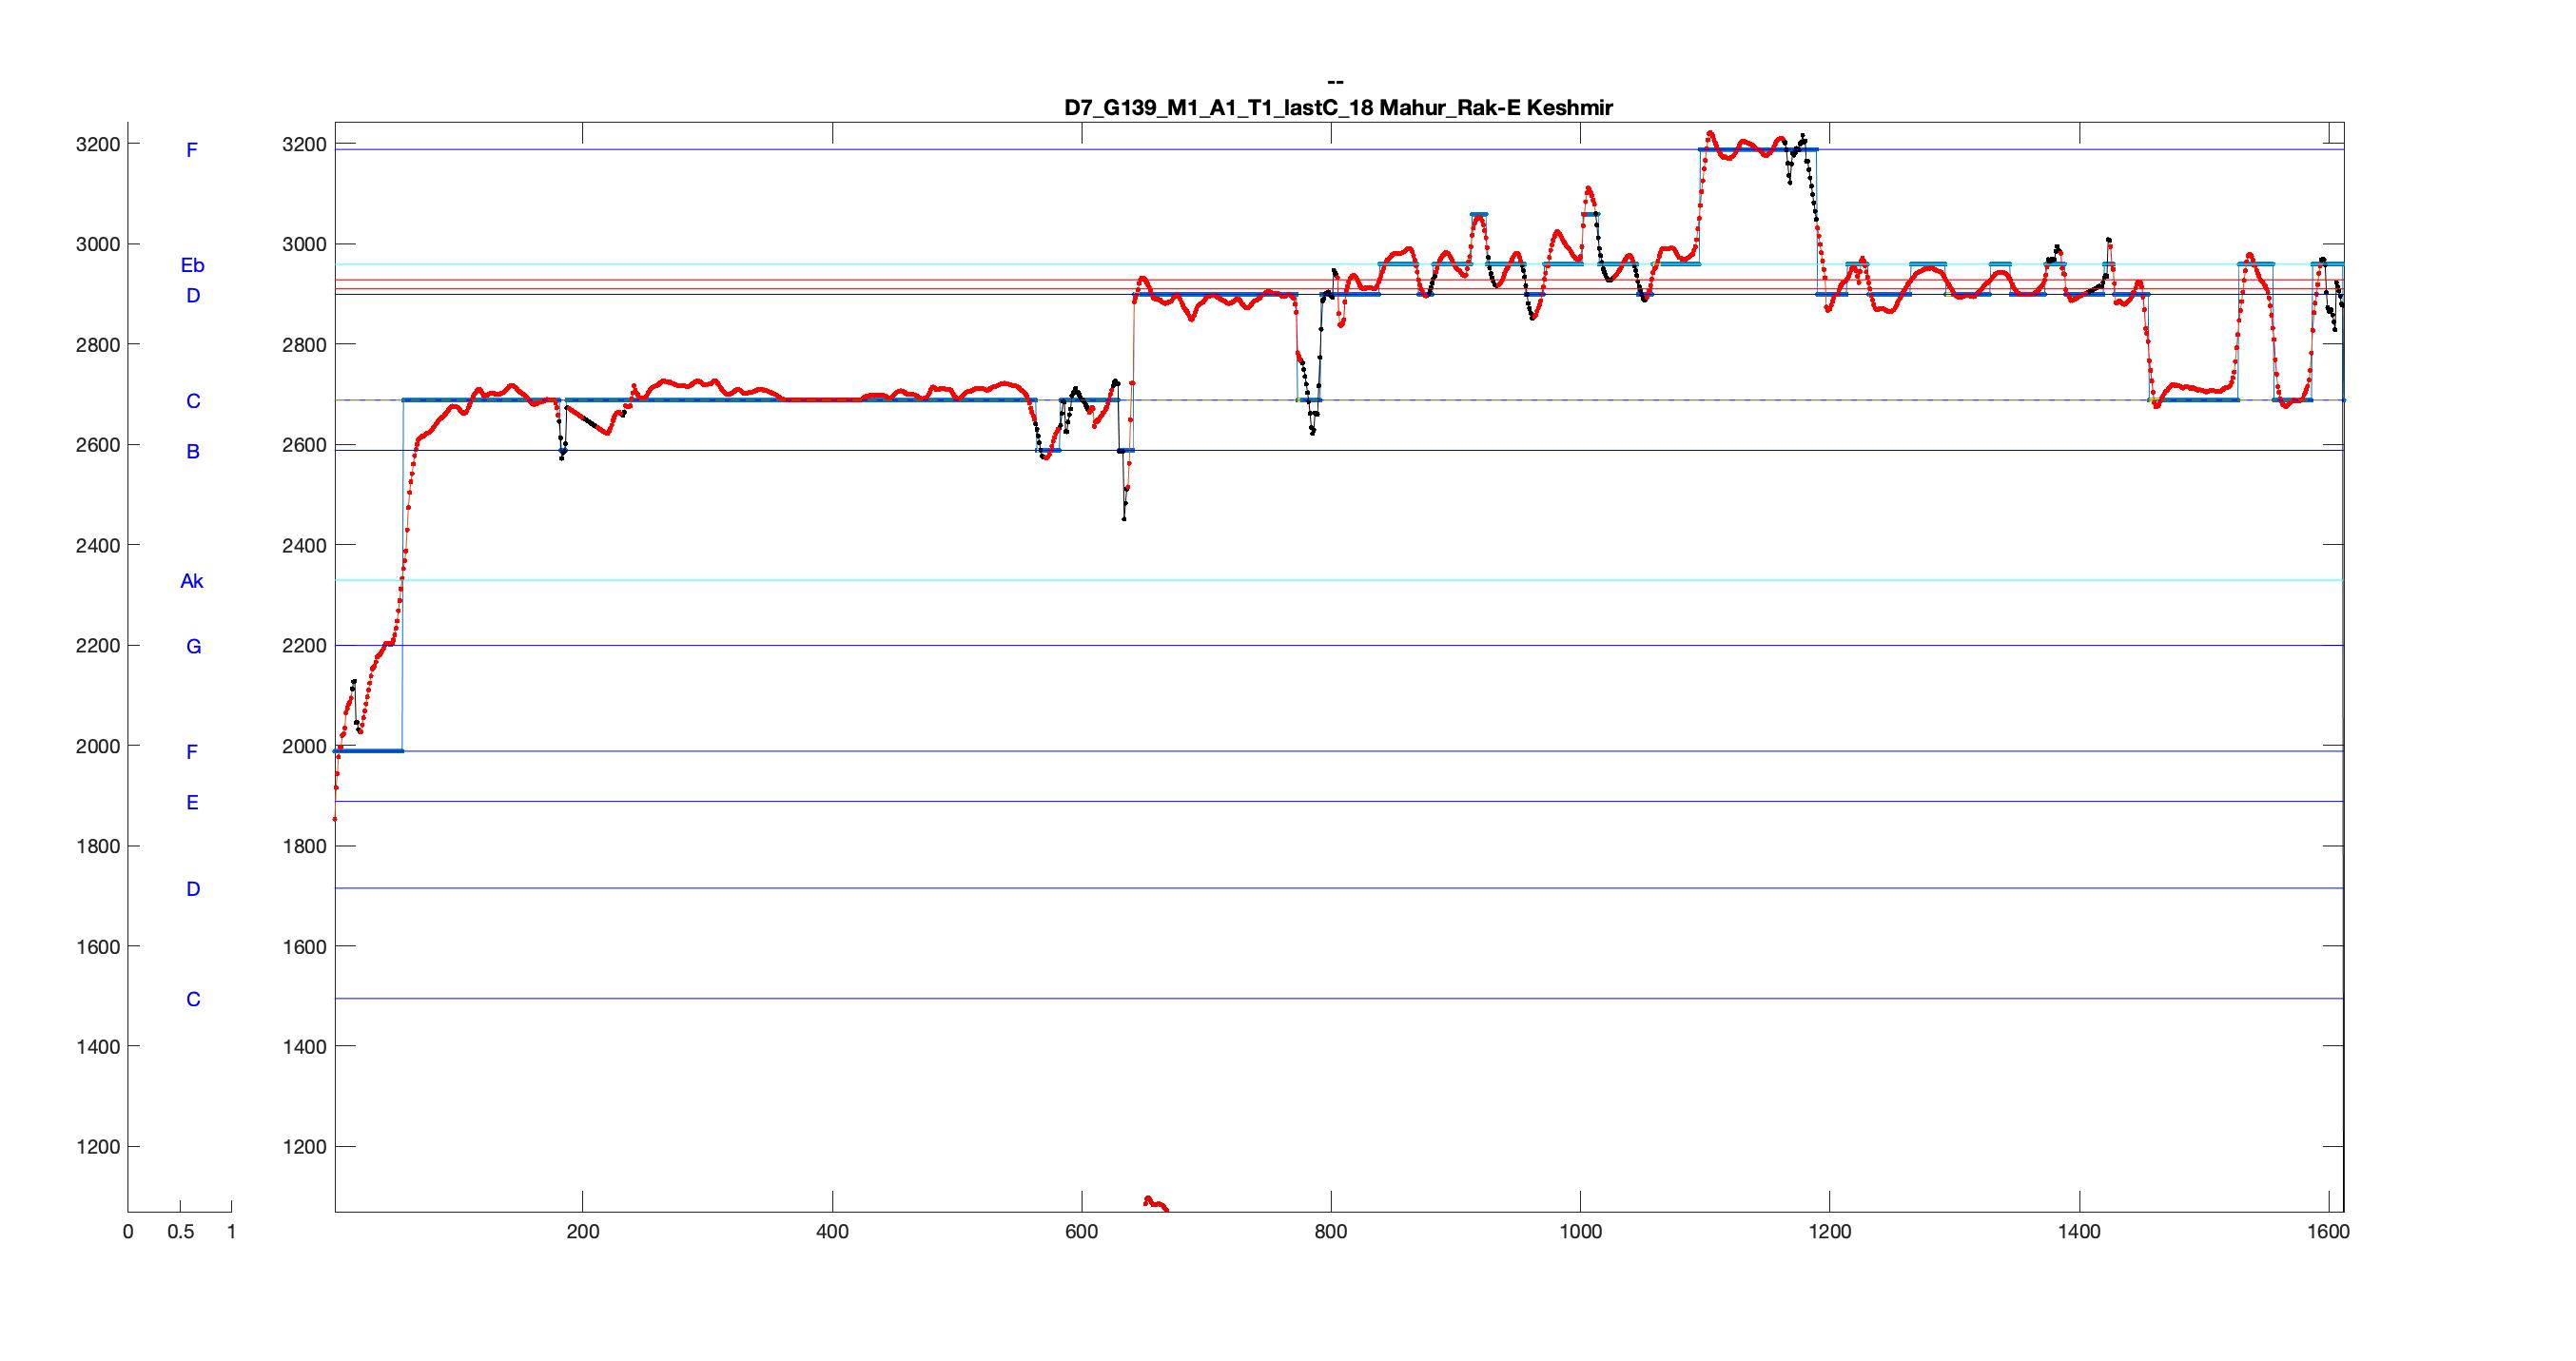 --
D7_G139_M1_A1_T1_lastC_18 Mahur_Rak-E Keshmir
3200 F 3200
3000 3000
Eb
D
2800 2800
C
2600 B 2600
2400 2400
Ak
2200 G 2200
2000 F 2000
E
1800 1800
D
1600 1600
C
1400 1400
1200 1200
0 0.5 1 200 400 600 800 1000 1200 1400 1600